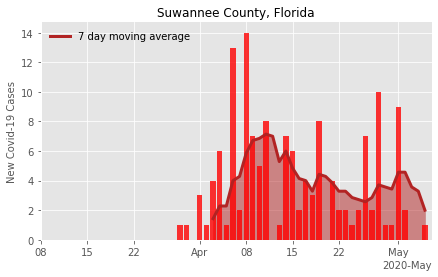 Suwannee County, Florida
7 day moving average
New Covid-19 Cases
14
12
10
8
6
4
2
0
08 15 22 Apr 08 15 22 May
2020-May